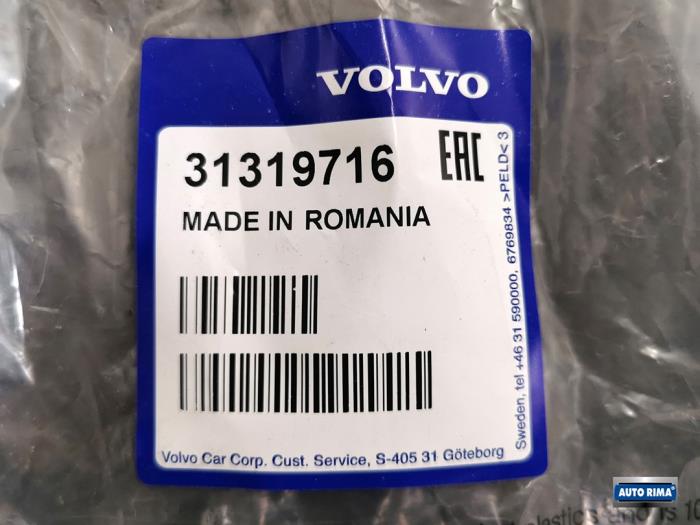 VOLVO
31319716 EAC
MADE IN ROMANIA
Volvo Car Corp. Cust. Service, S-405 31 Göteborg
Sweden, tel +46 31 590000, 6769834 >PELD< 3
AUTO RIMA